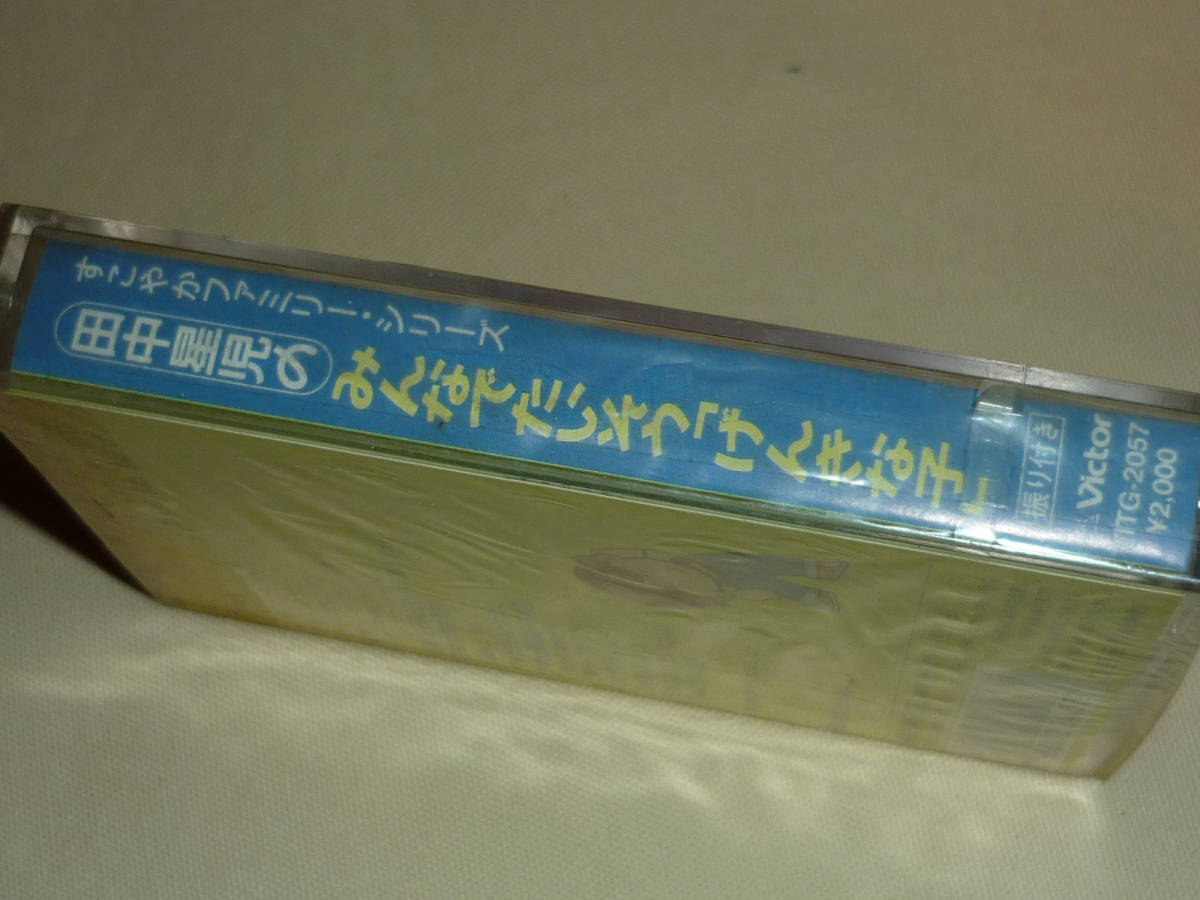 すこやかファミリー・シリーズ
田中星児の
みんなでたいそうげんきな子
振り付き
Victor
VTG-2057
¥2,000